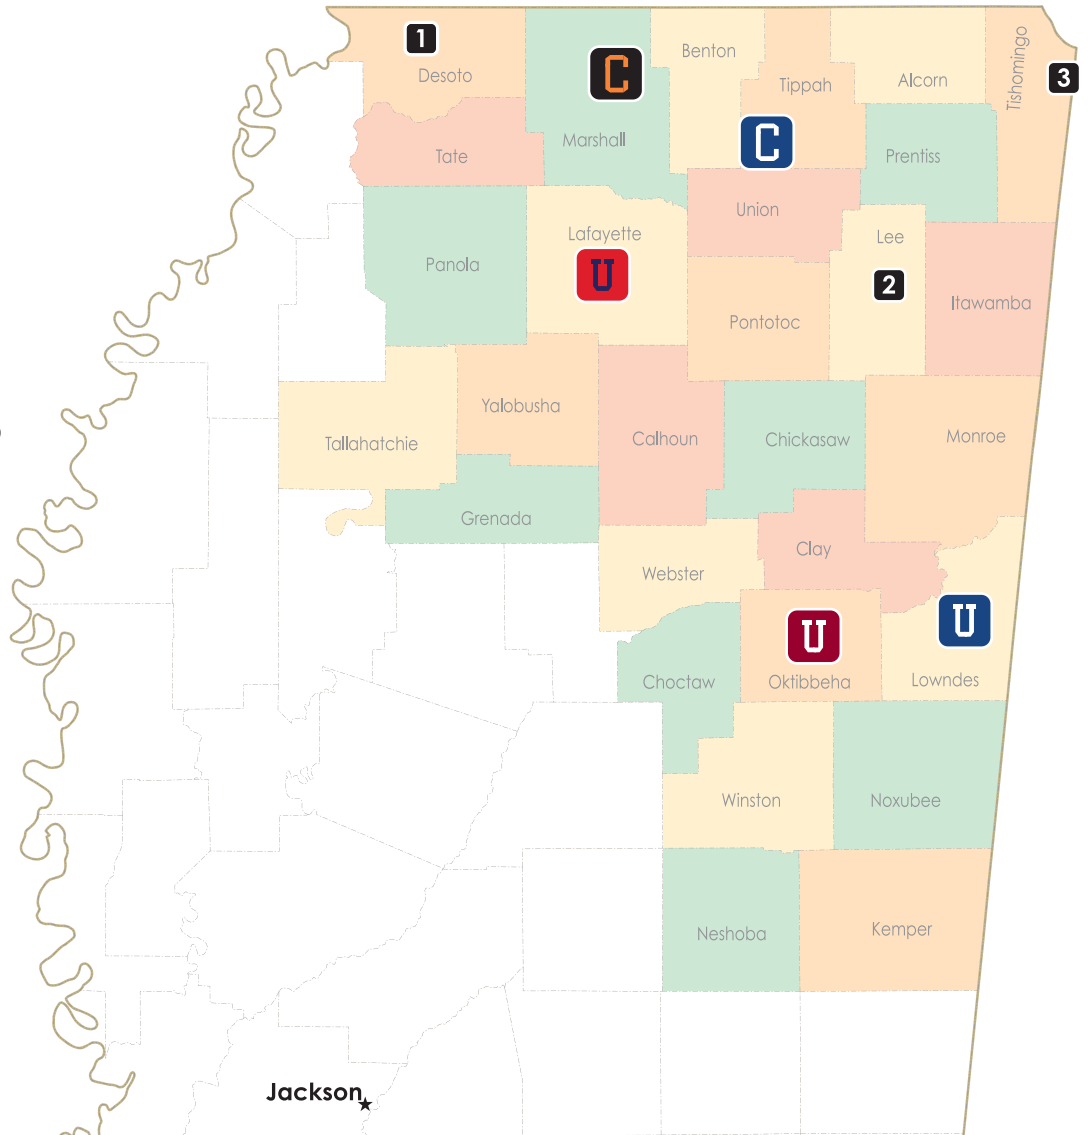 1
Desoto
C
Benton
Tippah
Alcorn
Tishomingo
3
Marshall
C
Tate
Prentiss
Union
Lafayette
Lee
Panola
U
2
Itawamba
Pontotoc
Yalobusha
Tallahatchie
Calhoun
Chickasaw
Monroe
Grenada
Webster
Clay
U
U
Choctaw
Oktibbeha
Lowndes
Winston
Noxubee
Neshoba
Kemper
Jackson